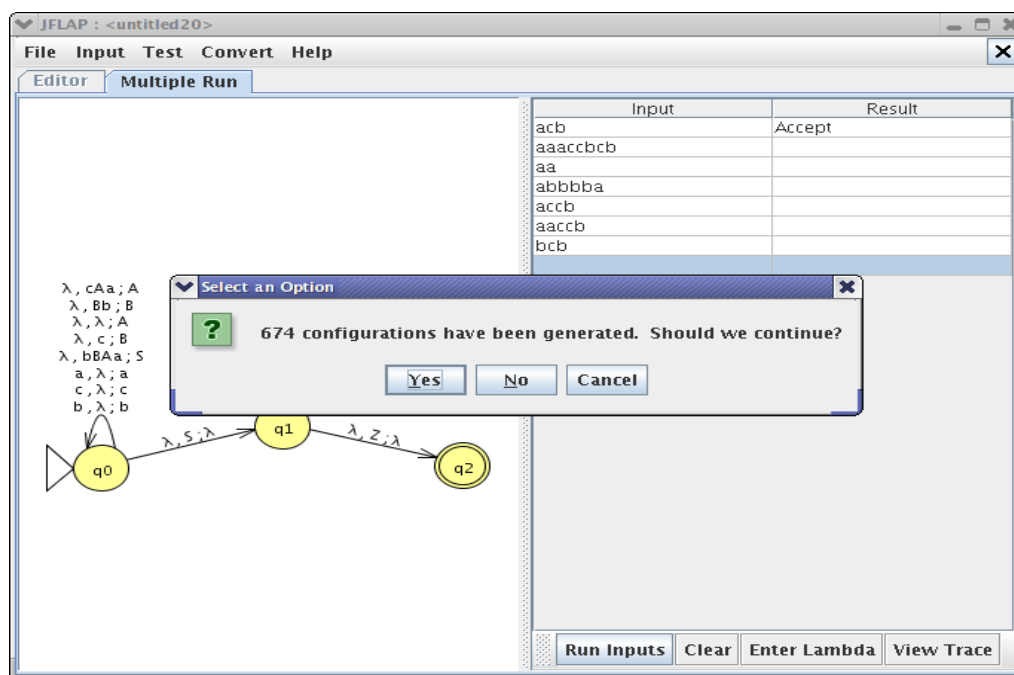 JFLAP : <untitled20>
File Input Test Convert Help
Editor Multiple Run
Input Result
acb Accept
aaaccbcb
aa
abbbba
accb
aaccb
bcb
Select an Option
? 674 configurations have been generated. Should we continue?
Yes No Cancel
λ, cAa ; A
λ, Bb ; B
λ, λ ; A
λ, c ; B
λ, bBAa ; S
a, λ ; a
c, λ ; c
b, λ ; b
λ, S ; λ
q1
λ, Z ; λ
q0
q2
Run Inputs Clear Enter Lambda View Trace